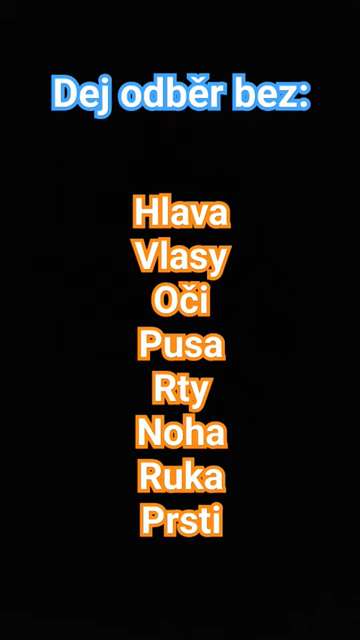 Dej odběr bez:
Hlava
Vlasy
Oči
Pusa
Rty
Noha
Ruka
Prsti